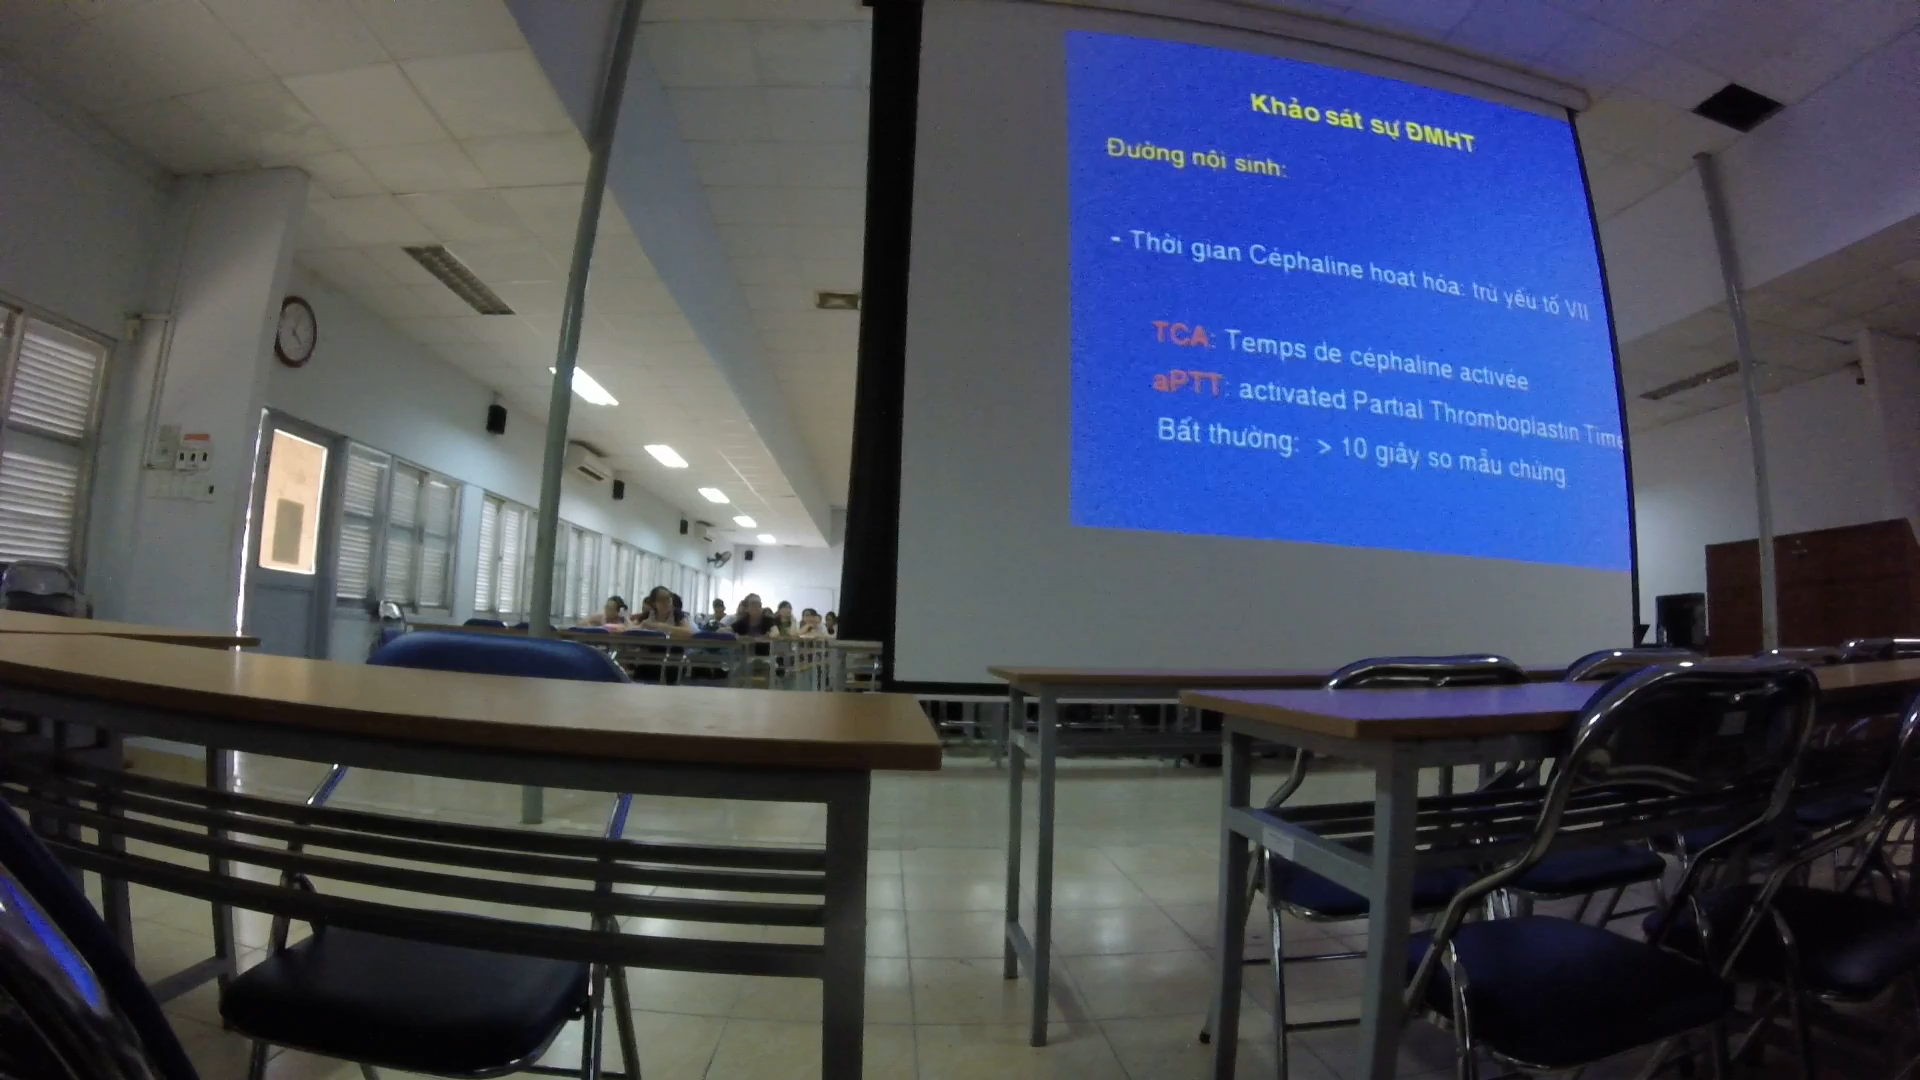 Khảo sát sự ĐMHT
Đường nội sinh:
- Thời gian Céphaline hoạt hóa: trừ yếu tố VII
TCA: Temps de céphaline activée
aPTT: activated Partial Thromboplastin Time
Bất thường: > 10 giây so mẫu chứng